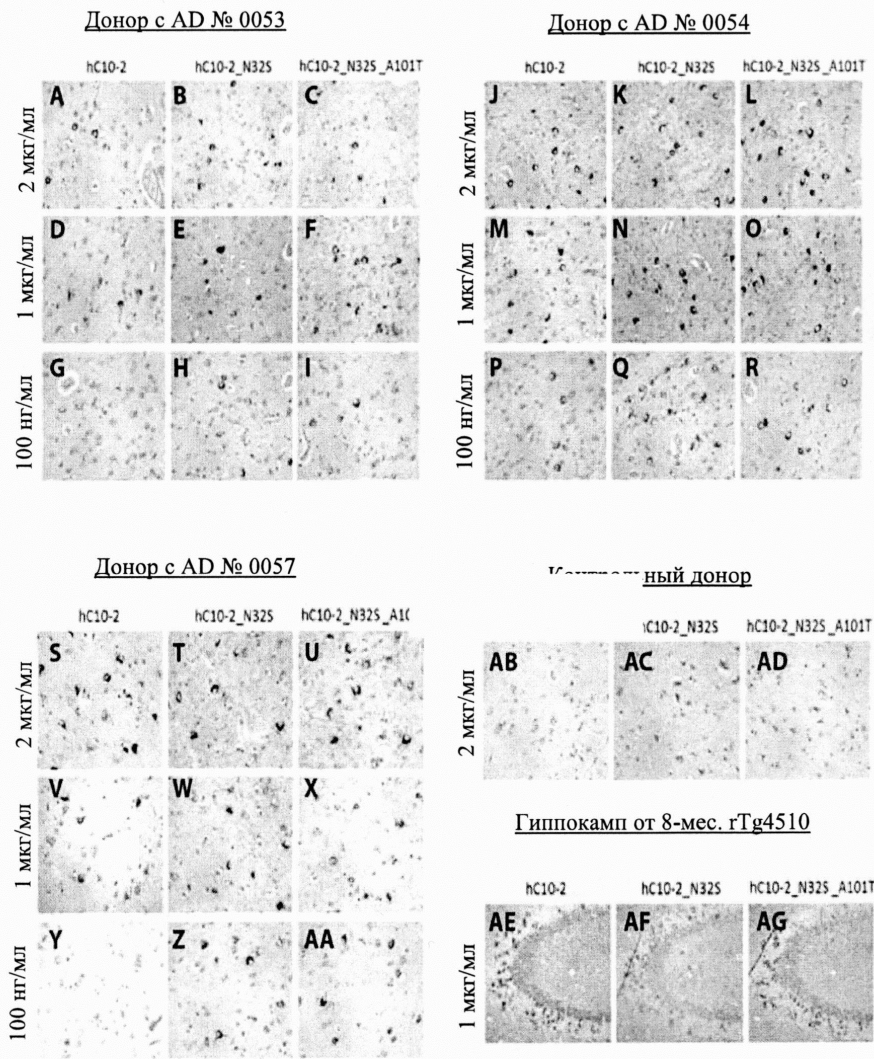 Донор с AD № 0053
hC10-2 hC10-2_N32S hC10-2_N32S_A101T
2 мкг/мл
A B C
1 мкг/мл
D E F
100 нг/мл
G H I
Донор с AD № 0054
hC10-2 hC10-2_N32S hC10-2_N32S_A101T
2 мкг/мл
J K L
1 мкг/мл
M N O
100 нг/мл
P Q R
Донор с AD № 0057
hC10-2 hC10-2_N32S hC10-2_N32S_A10
2 мкг/мл
S T U
1 мкг/мл
V W X
100 нг/мл
Y Z AA
ный донор
C10-2_N32S hC10-2_N32S_A101T
2 мкг/мл
AB AC AD
Гиппокамп от 8-мес. rTg4510
hC10-2 hC10-2_N32S hC10-2_N32S_A101T
1 мкг/мл
AE AF AG